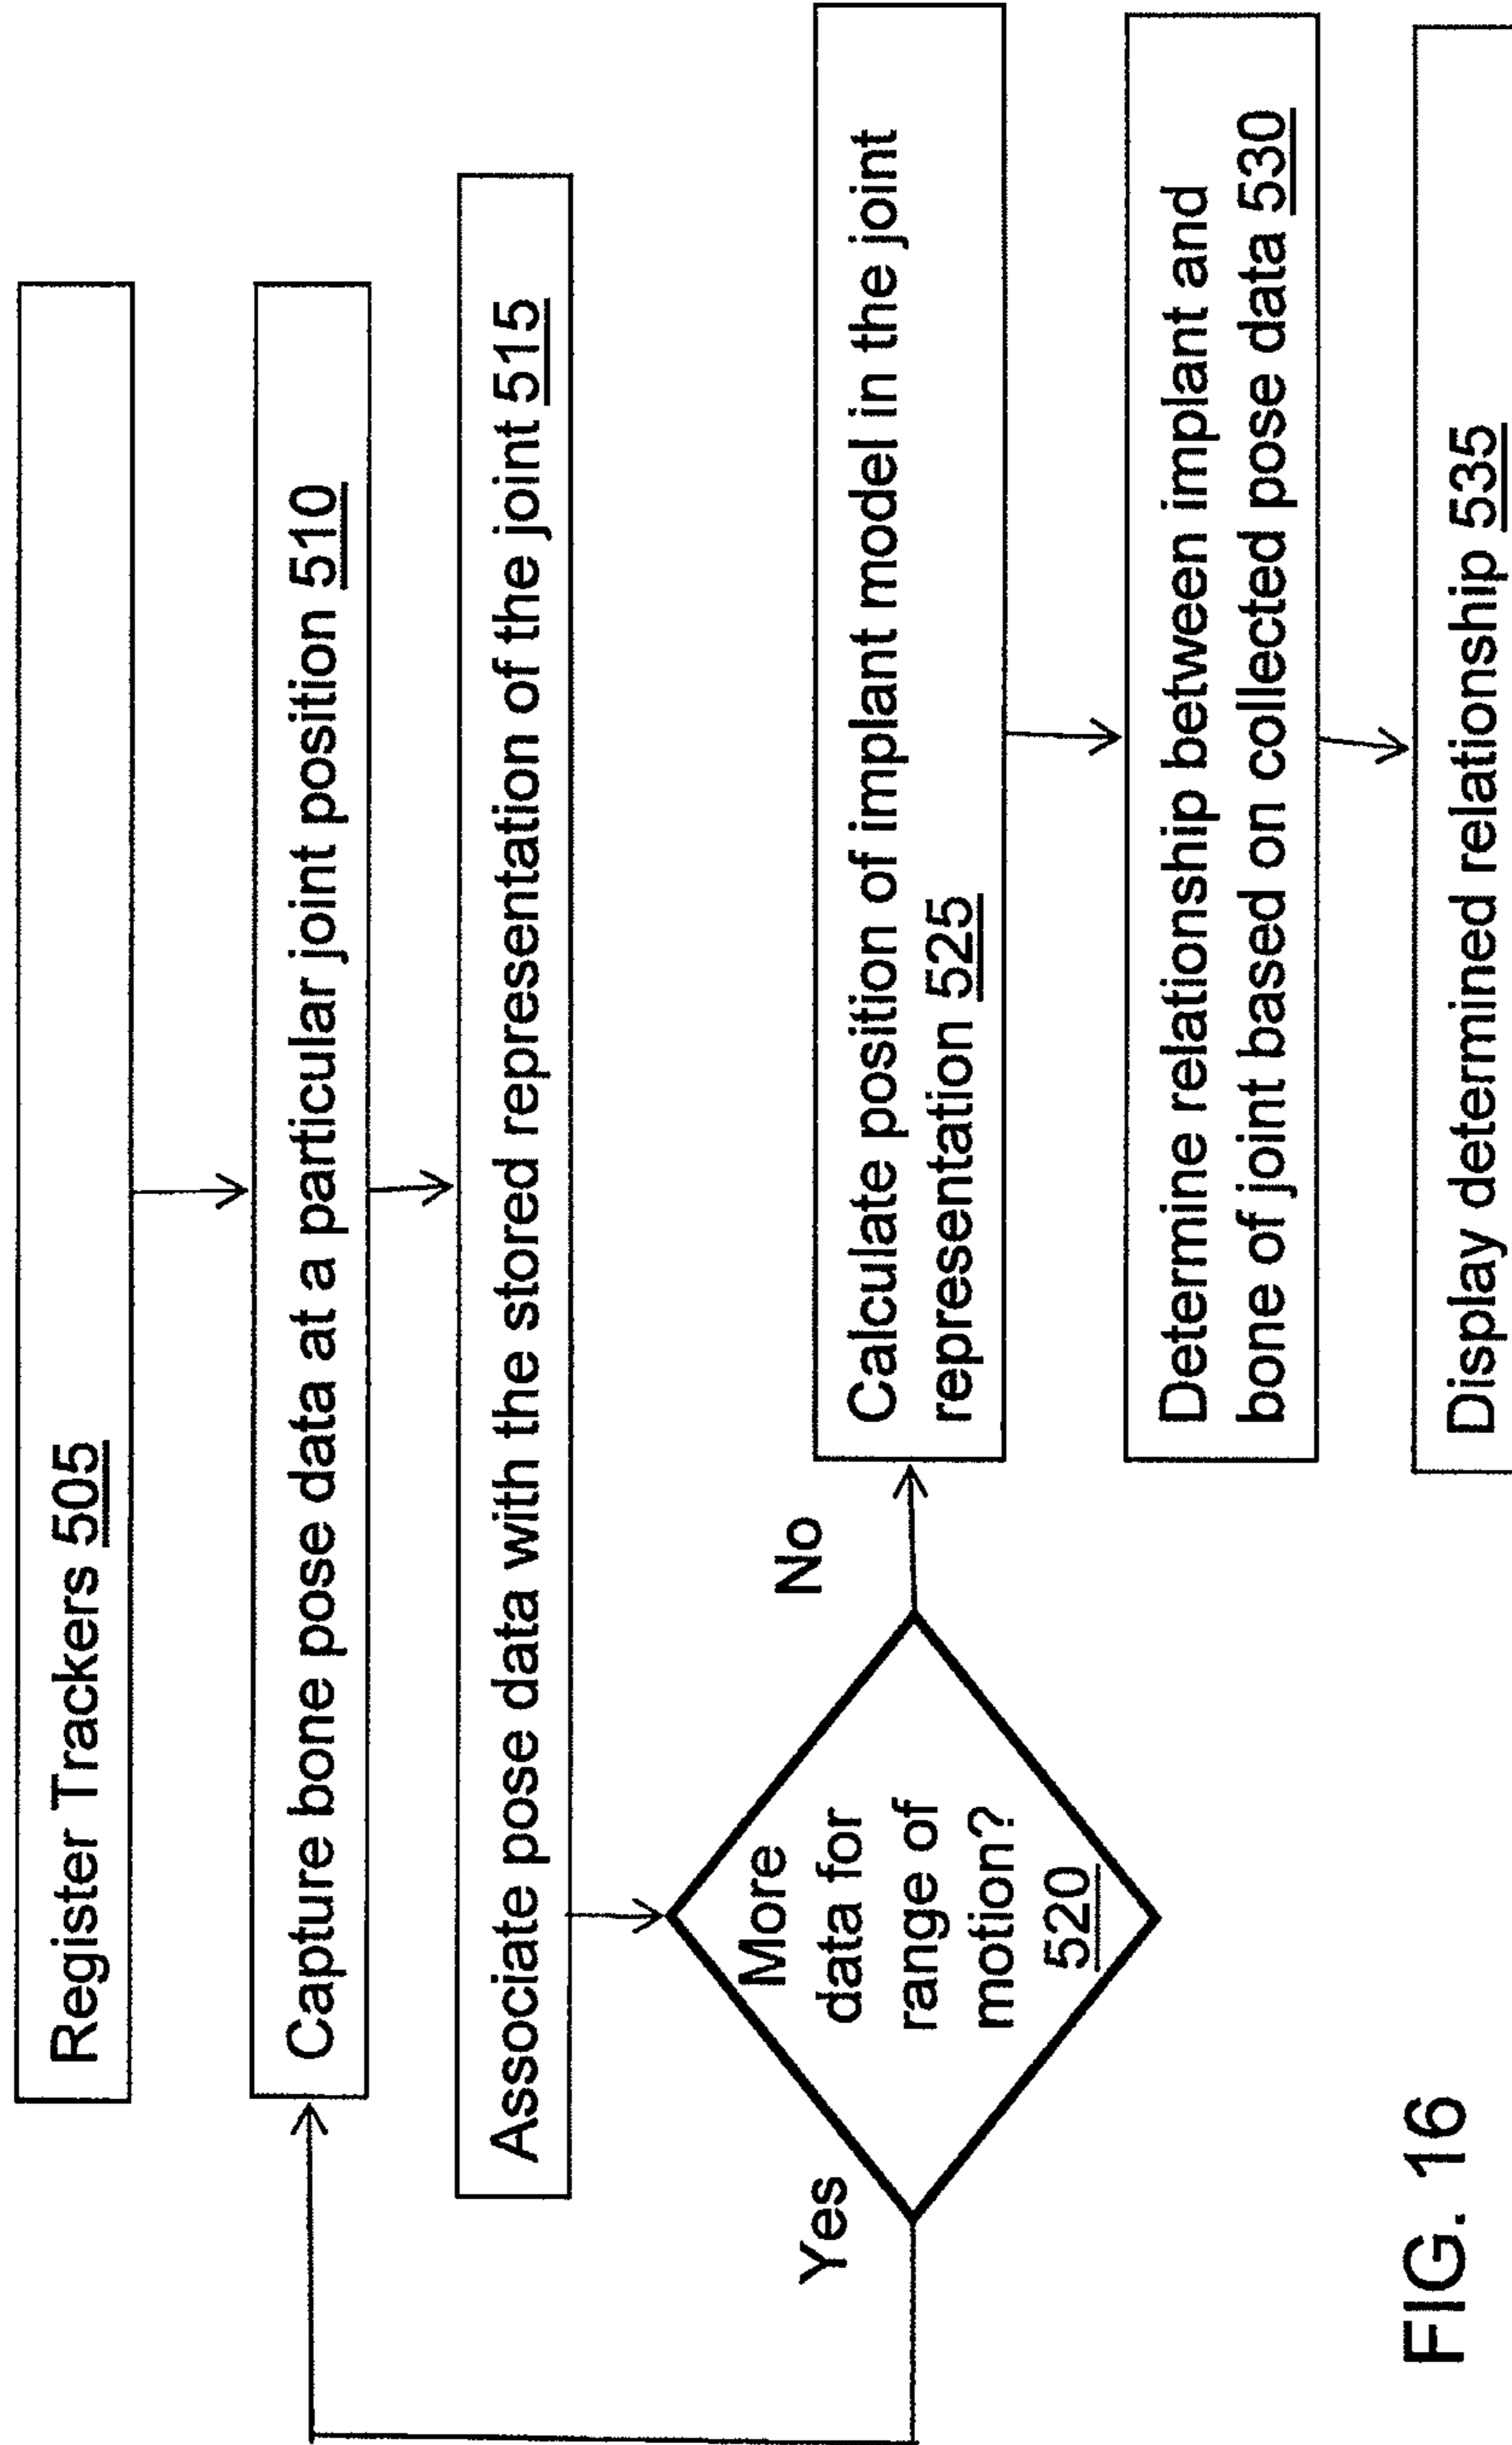 Register Trackers 505
Capture bone pose data at a particular joint position 510
Associate pose data with the stored representation of the joint 515
More
data for
range of
motion?
520
Yes
No
Calculate position of implant model in the joint
representation 525
Determine relationship between implant and
bone of joint based on collected pose data 530
Display determined relationship 535
FIG. 16